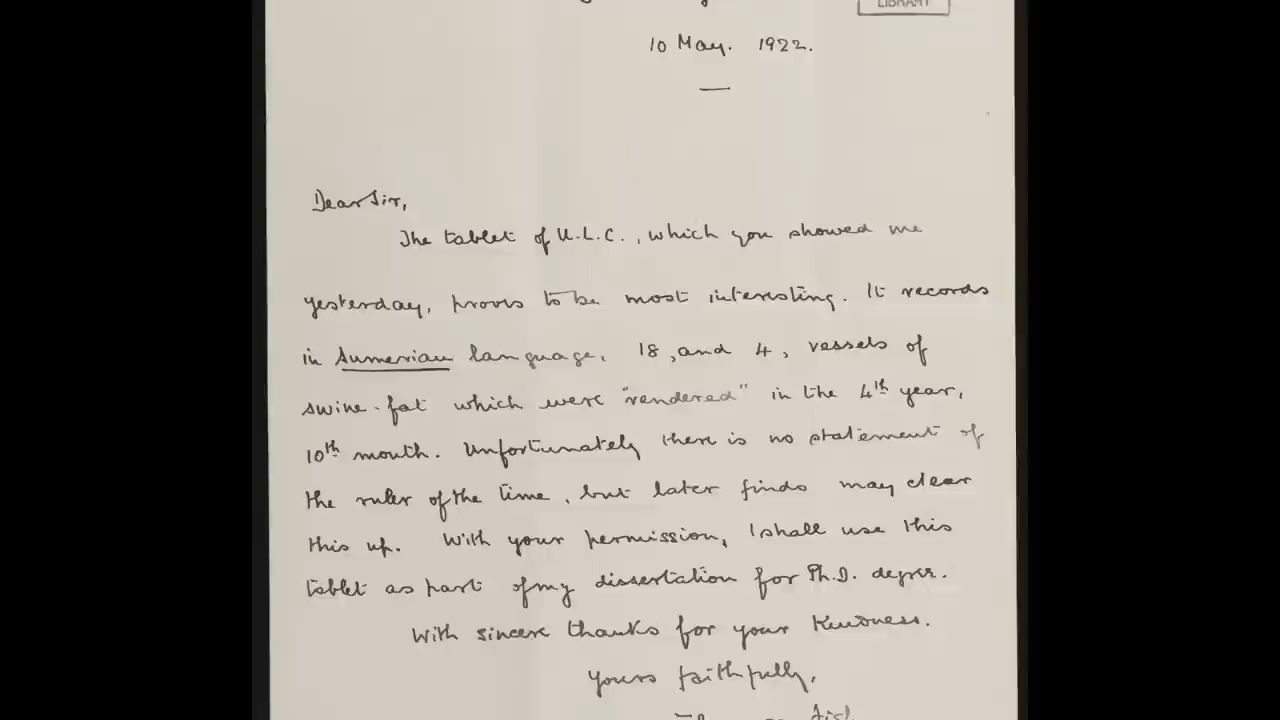 LIBRARY
10 May. 1922.
Dear Sir,
The tablet of U.L.C., which you showed me
yesterday, proves to be most interesting. It records
in Sumerian language, 18, and 4, vessels of
swine-fat which were "rendered" in the 4th year,
10th month. Unfortunately there is no statement of
the ruler of the time, but later finds may clear
this up. With your permission, I shall use this
tablet as part of my dissertation for Ph.D. degree.
With sincere thanks for your kindness.
Yours faithfully,